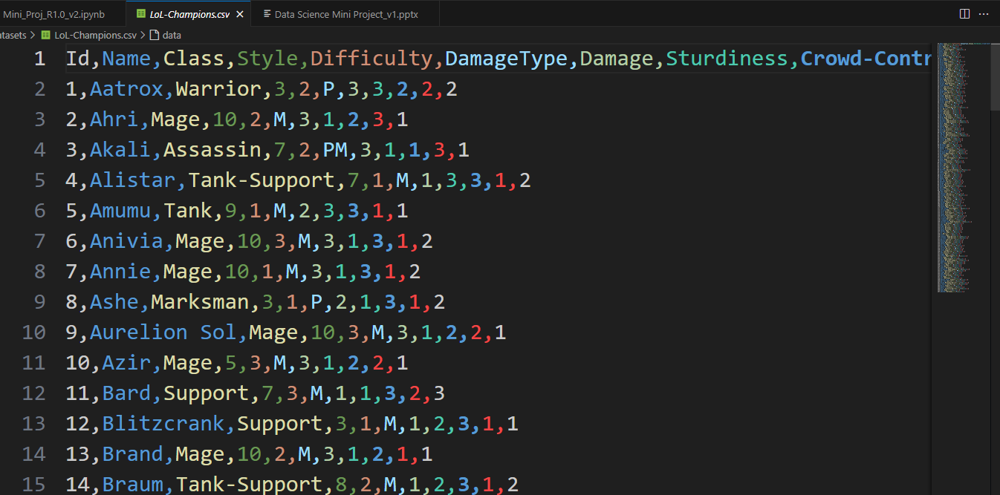 Mini_Proj_R1.0_v2.ipynb LoL-Champions.csv Data Science Mini Project_v1.pptx
atasets > LoL-Champions.csv > data
1 Id,Name,Class,Style,Difficulty,DamageType,Damage,Sturdiness,Crowd-Contr
2 1,Aatrox,Warrior,3,2,P,3,3,2,2,2
3 2,Ahri,Mage,10,2,M,3,1,2,3,1
4 3,Akali,Assassin,7,2,PM,3,1,1,3,1
5 4,Alistar,Tank-Support,7,1,M,1,3,3,1,2
6 5,Amumu,Tank,9,1,M,2,3,3,1,1
7 6,Anivia,Mage,10,3,M,3,1,3,1,2
8 7,Annie,Mage,10,1,M,3,1,3,1,2
9 8,Ashe,Marksman,3,1,P,2,1,3,1,2
10 9,Aurelion Sol,Mage,10,3,M,3,1,2,2,1
11 10,Azir,Mage,5,3,M,3,1,2,2,1
12 11,Bard,Support,7,3,M,1,1,3,2,3
13 12,Blitzcrank,Support,3,1,M,1,2,3,1,1
14 13,Brand,Mage,10,2,M,3,1,2,1,1
15 14,Braum,Tank-Support,8,2,M,1,2,3,1,2